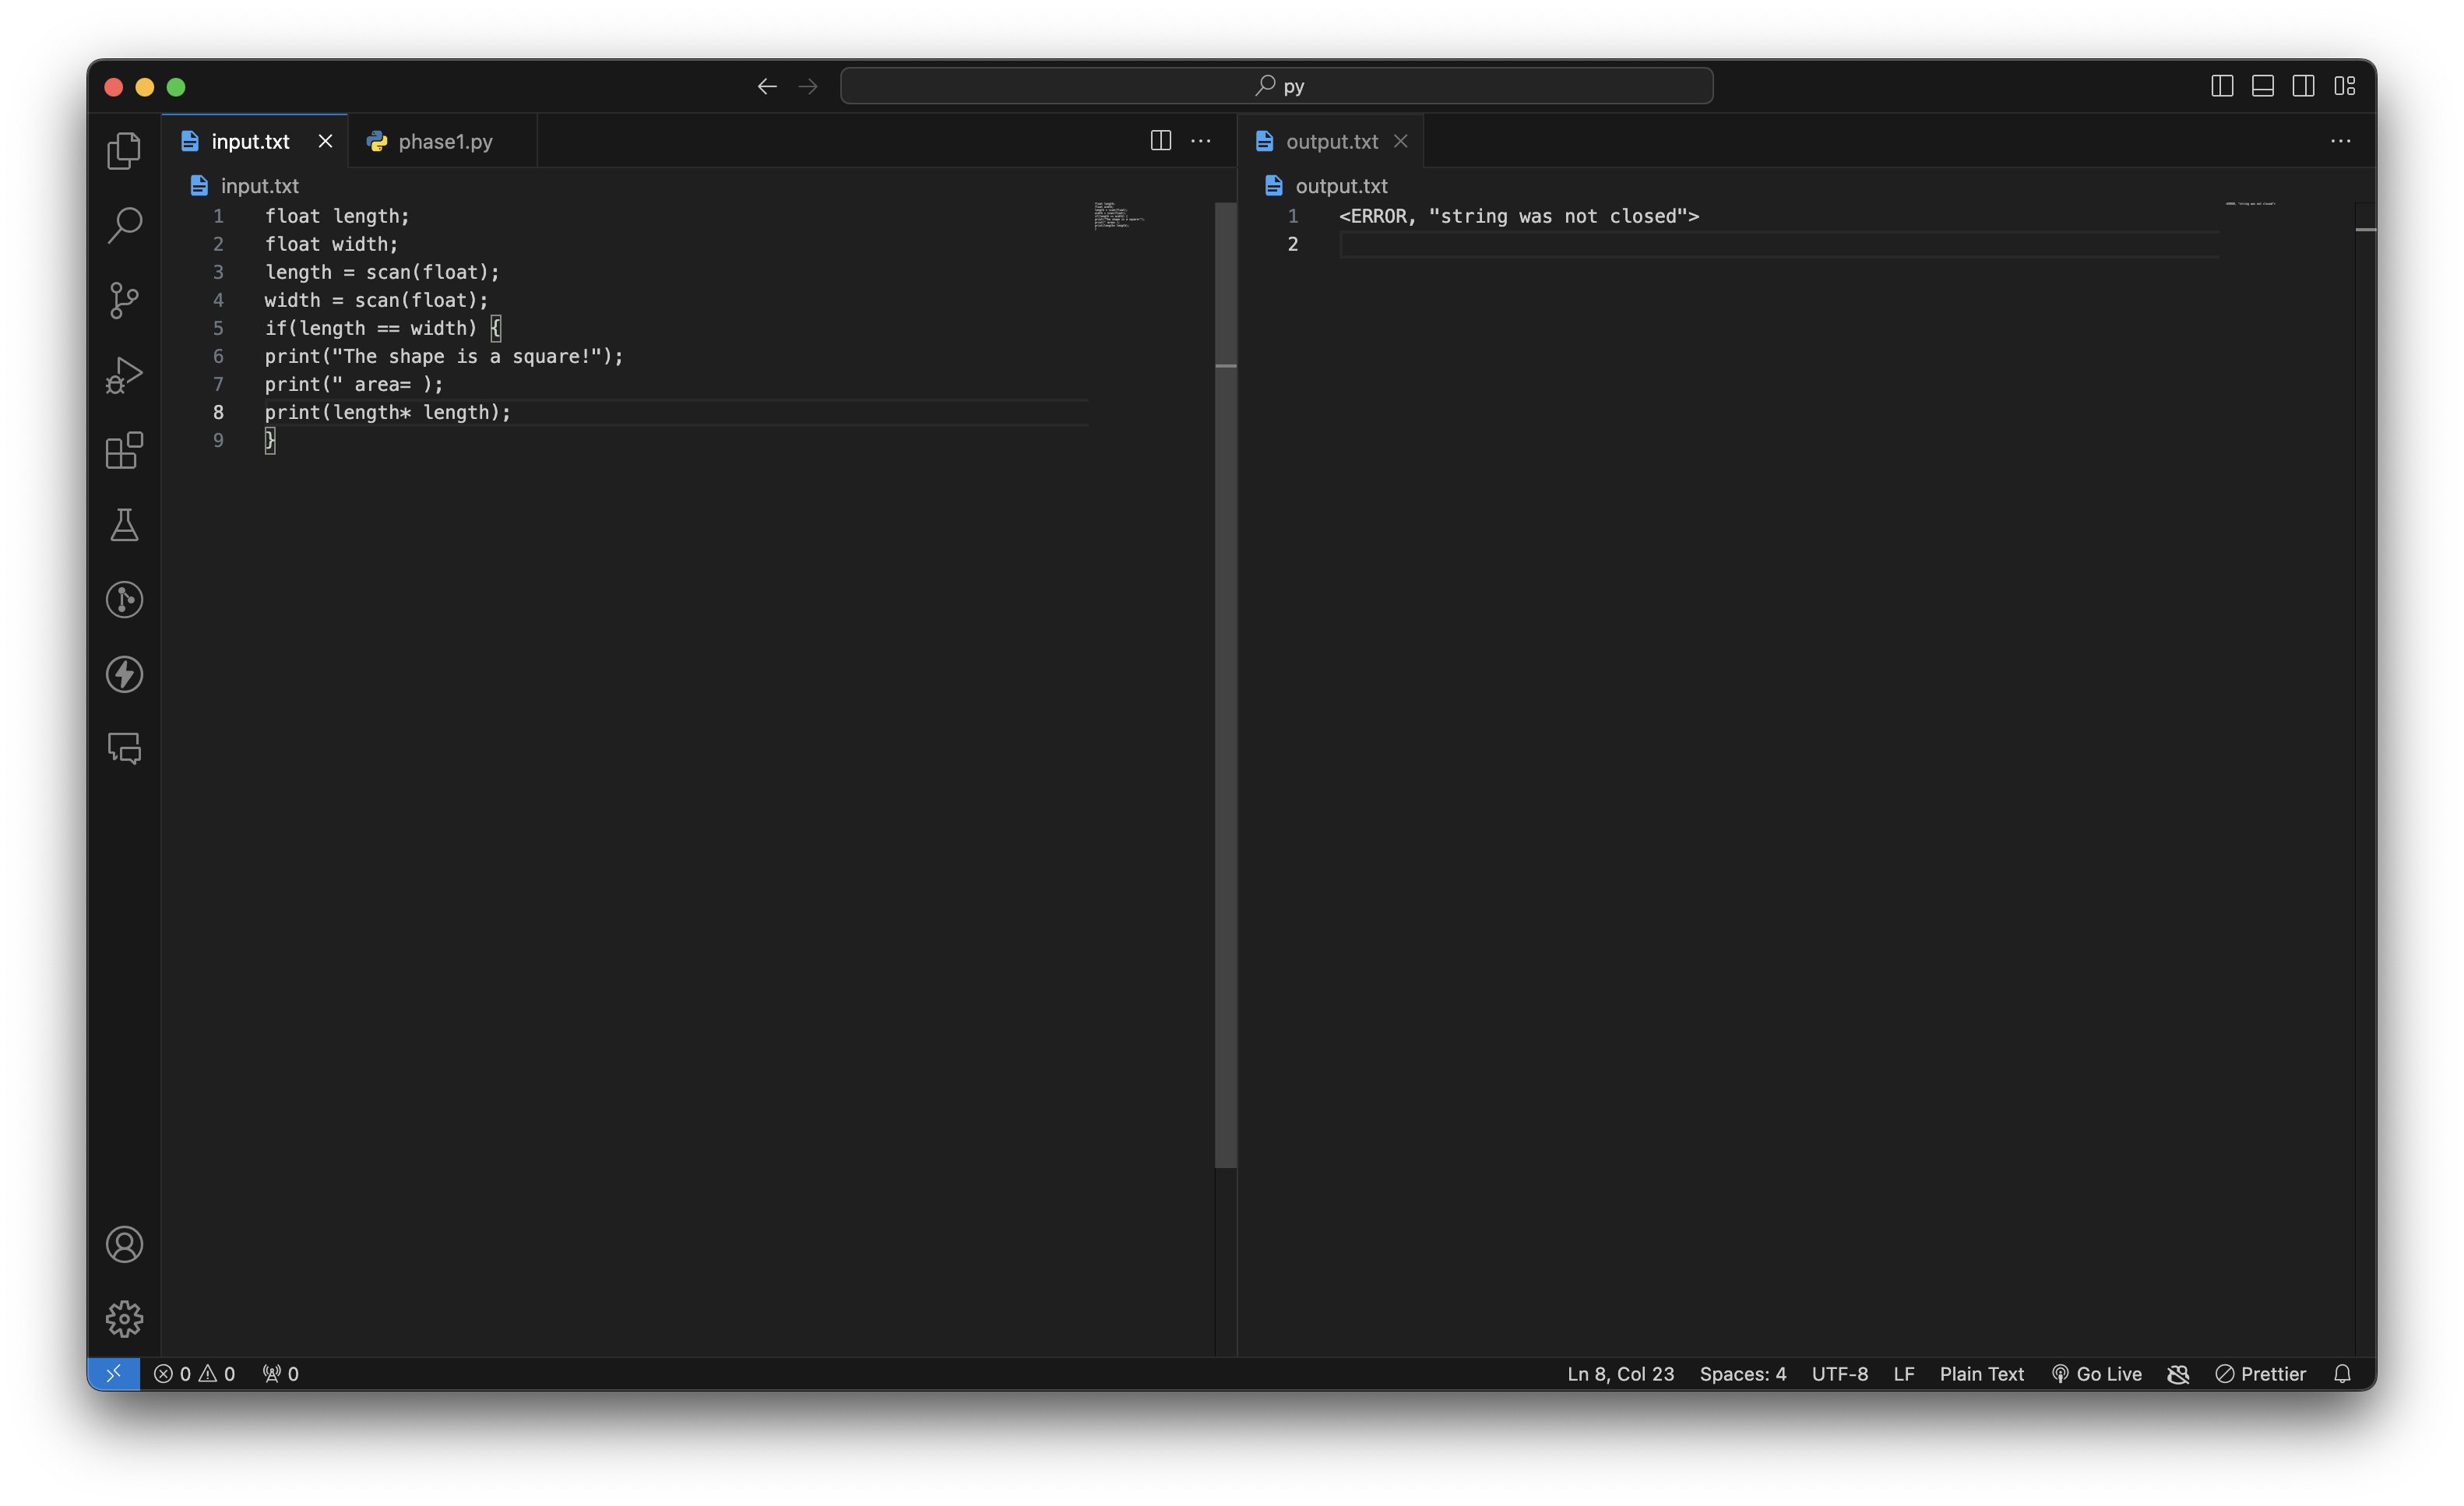 py
input.txt
phase1.py
output.txt
input.txt
1 float length;
2 float width;
3 length = scan(float);
4 width = scan(float);
5 if(length == width) {
6 print("The shape is a square!");
7 print(" area= );
8 print(length* length);
9 }
output.txt
1 <ERROR, "string was not closed">
2
0 0 0
Ln 8, Col 23 Spaces: 4 UTF-8 LF Plain Text Go Live Prettier